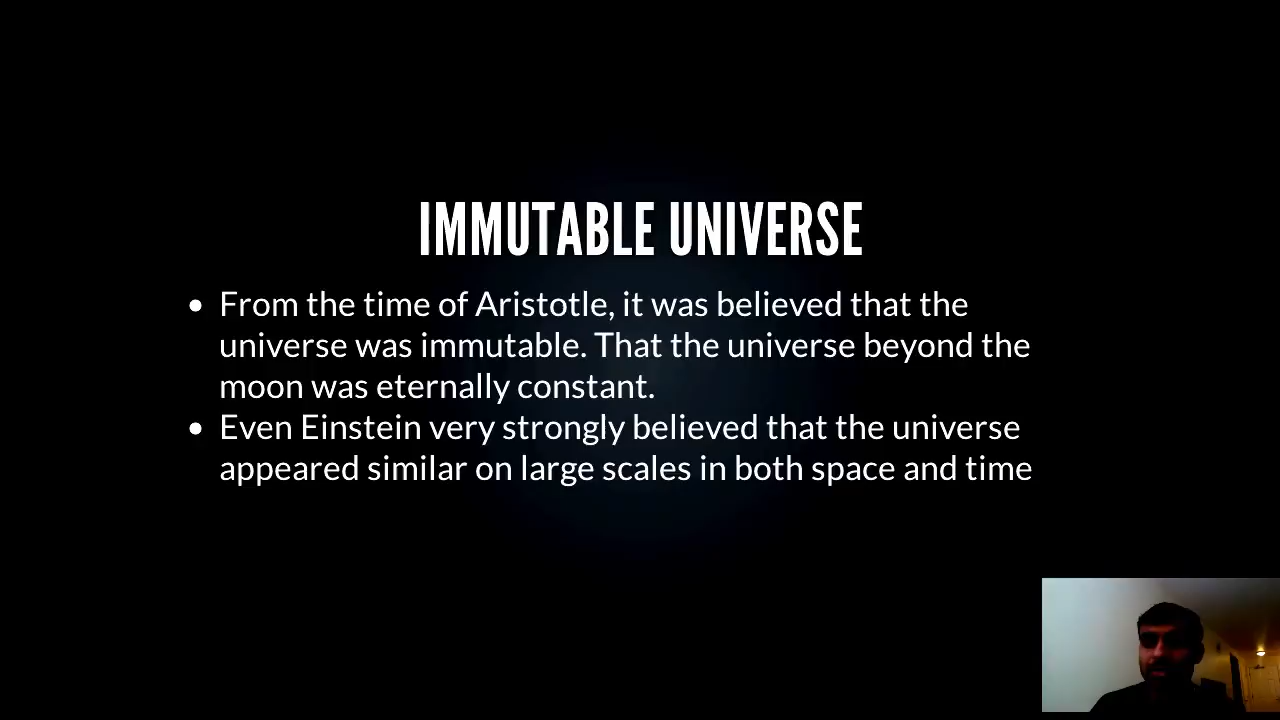 IMMUTABLE UNIVERSE
• From the time of Aristotle, it was believed that the
universe was immutable. That the universe beyond the
moon was eternally constant.
• Even Einstein very strongly believed that the universe
appeared similar on large scales in both space and time